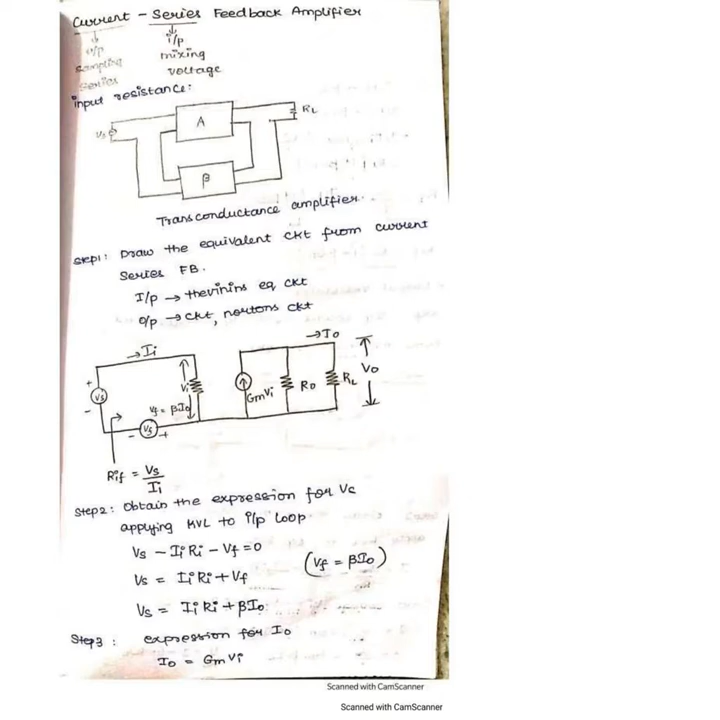 Current - Series Feedback Amplifier
o/p i/p
sampling mixing
series voltage
input resistance:
A
RL
Vs
β
Transconductance amplifier.
Step1: Draw the equivalent ckt from current
Series FB.
I/p → thevinins eq ckt
o/p → ckt, nortons ckt
→ Io
→ Ii
+
Vs
-
Vi
GmVi
Ro
RL
Vo
Vf = βIo
- Vf +
Rif = Vs
Ii
Step2: Obtain the expression for Vs
applying KVL to i/p loop.
Vs - IiRi - Vf = 0
(Vf = βIo)
Vs = IiRi + Vf
Vs = IiRi + βIo
Step3: expression for Io
Io = GmVi
Scanned with CamScanner
Scanned with CamScanner